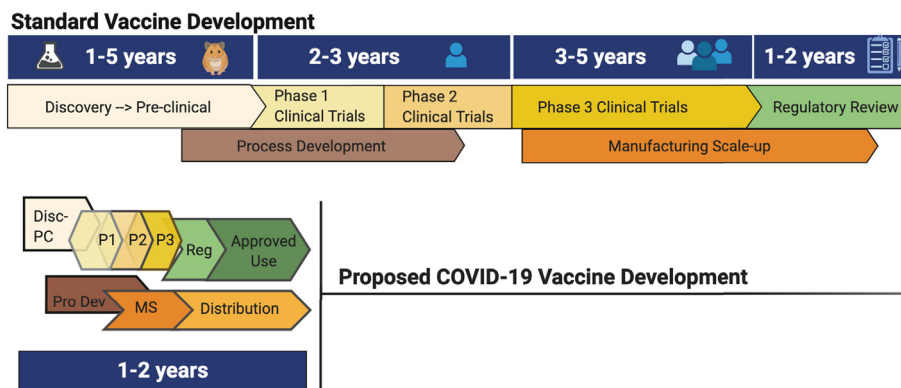 Standard Vaccine Development
1-5 years
2-3 years
3-5 years
1-2 years
Discovery --> Pre-clinical
Phase 1
Clinical Trials
Phase 2
Clinical Trials
Phase 3 Clinical Trials
Regulatory Review
Process Development
Manufacturing Scale-up
Disc-
PC
P1
P2
P3
Reg
Approved
Use
Proposed COVID-19 Vaccine Development
Pro Dev
MS
Distribution
1-2 years